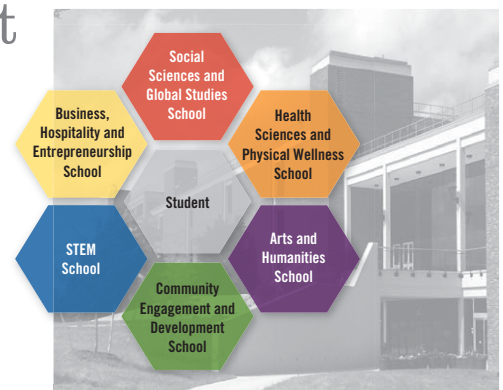 t
Social
Sciences and
Global Studies
School
Business,
Hospitality and
Entrepreneurship
School
Health
Sciences and
Physical Wellness
School
Student
STEM
School
Arts and
Humanities
School
Community
Engagement and
Development
School